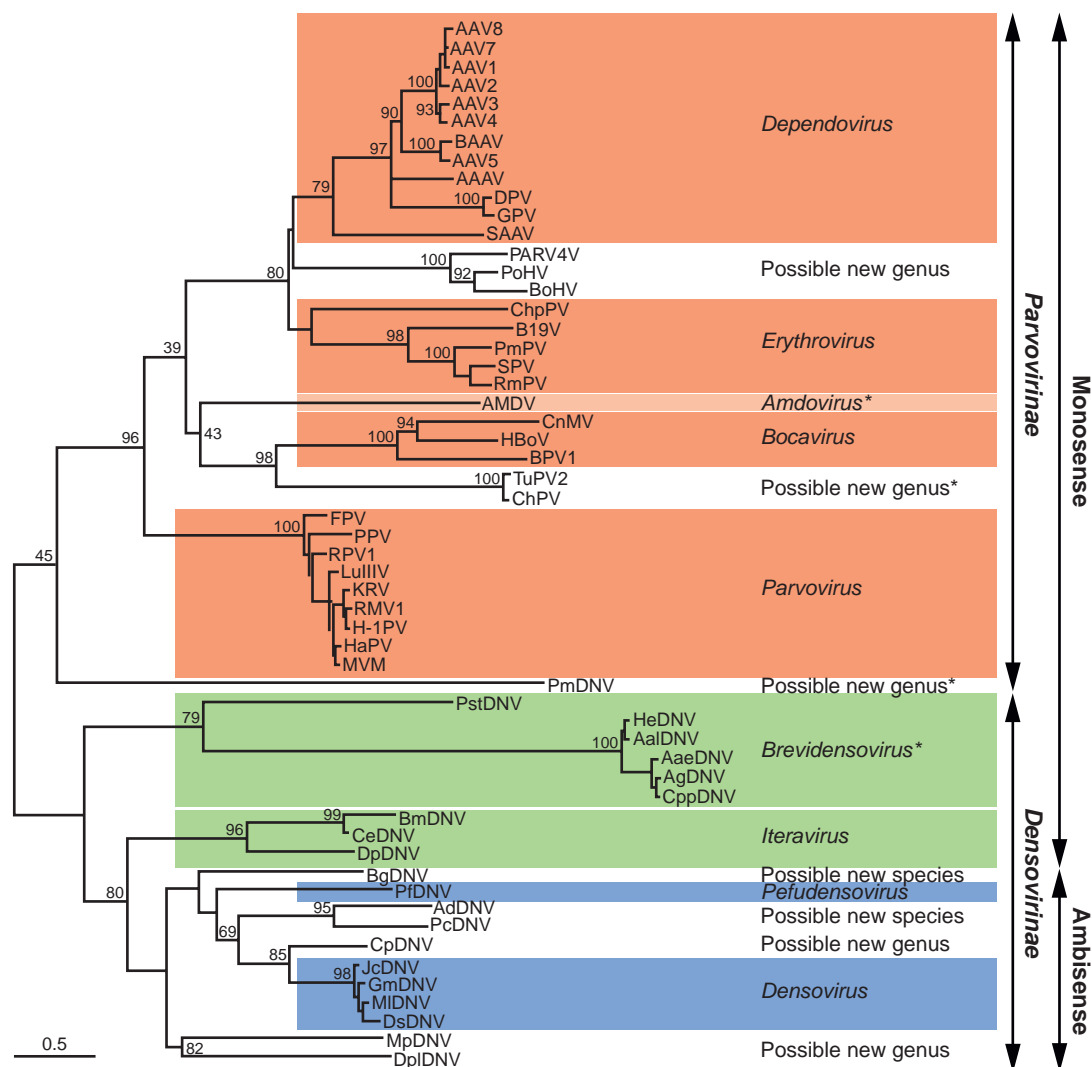 AAV8
AAV7
AAV1
100
AAV2
AAV3
93
AAV4
90
BAAV
100
AAV5
97
AAAV
79
DPV
100
GPV
SAAV
Dependovirus
PARV4V
100
PoHV
92
BoHV
Possible new genus
80
ChpPV
B19V
98
PmPV
100
SPV
RmPV
Erythrovirus
39
AMDV
Amdovirus*
43
CnMV
94
HBoV
100
BPV1
Bocavirus
96
98
TuPV2
100
ChPV
Possible new genus*
FPV
100
PPV
RPV1
LuIIIV
KRV
RMV1
H-1PV
HaPV
MVM
Parvovirus
45
PmDNV
Possible new genus*
PstDNV
79
HeDNV
100
AalDNV
AaeDNV
AgDNV
CppDNV
Brevidensovirus*
BmDNV
99
CeDNV
96
DpDNV
Iteravirus
80
BgDNV
Possible new species
PfDNV
Pefudensovirus
AdDNV
95
PcDNV
Possible new species
69
CpDNV
Possible new genus
85
JcDNV
98
GmDNV
MlDNV
DsDNV
Densovirus
MpDNV
82
DplDNV
Possible new genus
0.5
Parvovirinae
Densovirinae
Monosense
Ambisense